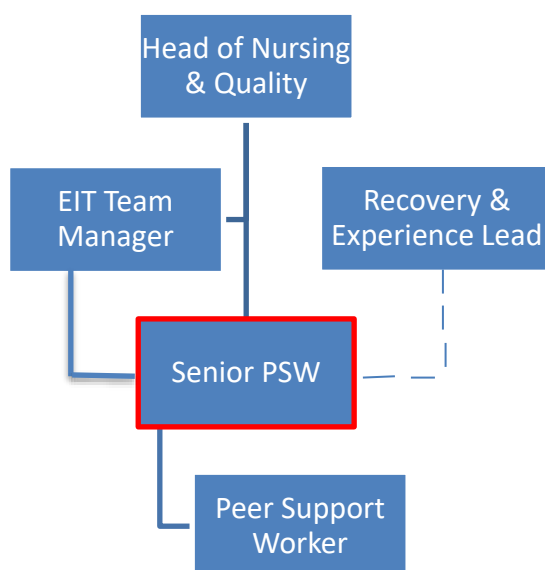 Head of Nursing
& Quality
EIT Team
Manager
Recovery &
Experience Lead
Senior PSW
Peer Support
Worker